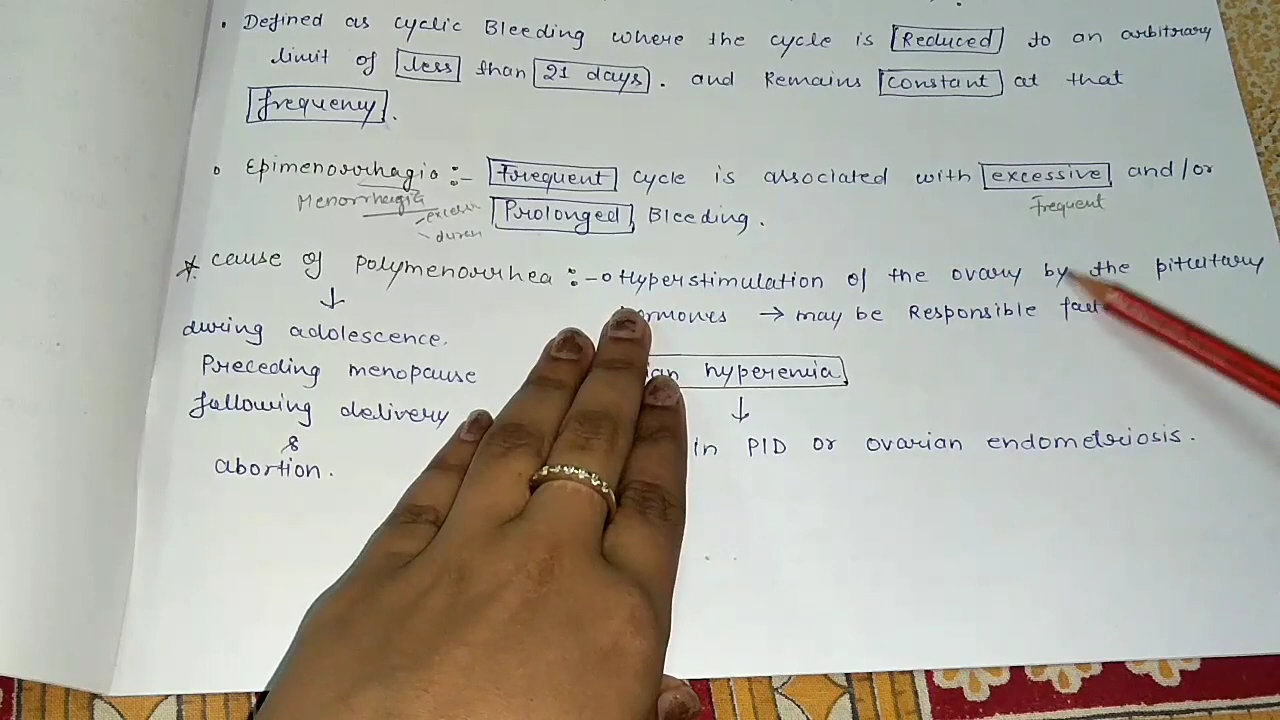 • Defined as cyclic Bleeding where the cycle is Reduced to an arbitrary
limit of less than 21 days. and Remains constant at that
frequency.
• Epimenorrhagia :- Frequent cycle is associated with excessive and/or
Menorrhagia
Frequent
Prolonged Bleeding.
* cause of polymenorrhea :- Hyperstimulation of the ovary by the pituitary
↓
during adolescence.
→ may be Responsible
Preceding menopause
hyperemia
following delivery
↓
&
in PID or ovarian endometriosis.
abortion.